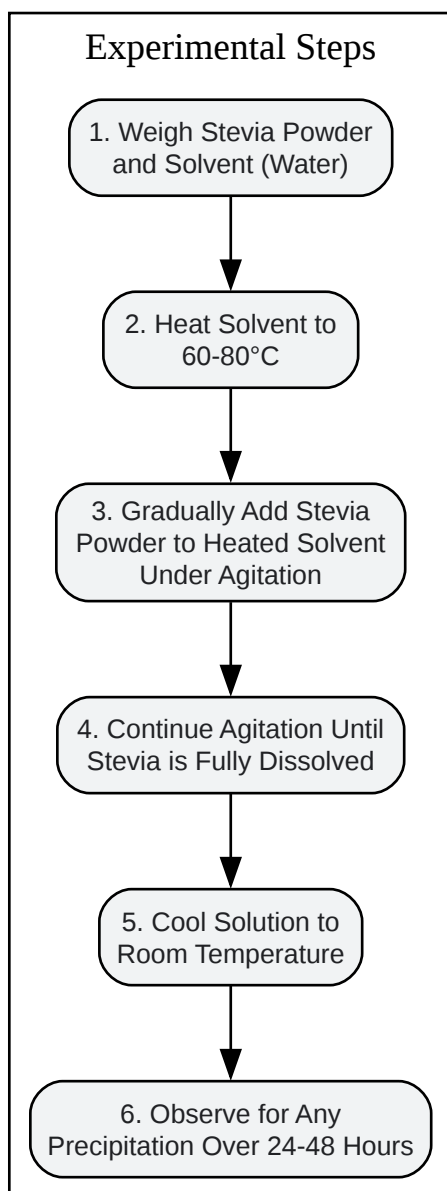 Experimental Steps
1. Weigh Stevia Powder
and Solvent (Water)
2. Heat Solvent to
60-80°C
3. Gradually Add Stevia
Powder to Heated Solvent
Under Agitation
4. Continue Agitation Until
Stevia is Fully Dissolved
5. Cool Solution to
Room Temperature
6. Observe for Any
Precipitation Over 24-48 Hours